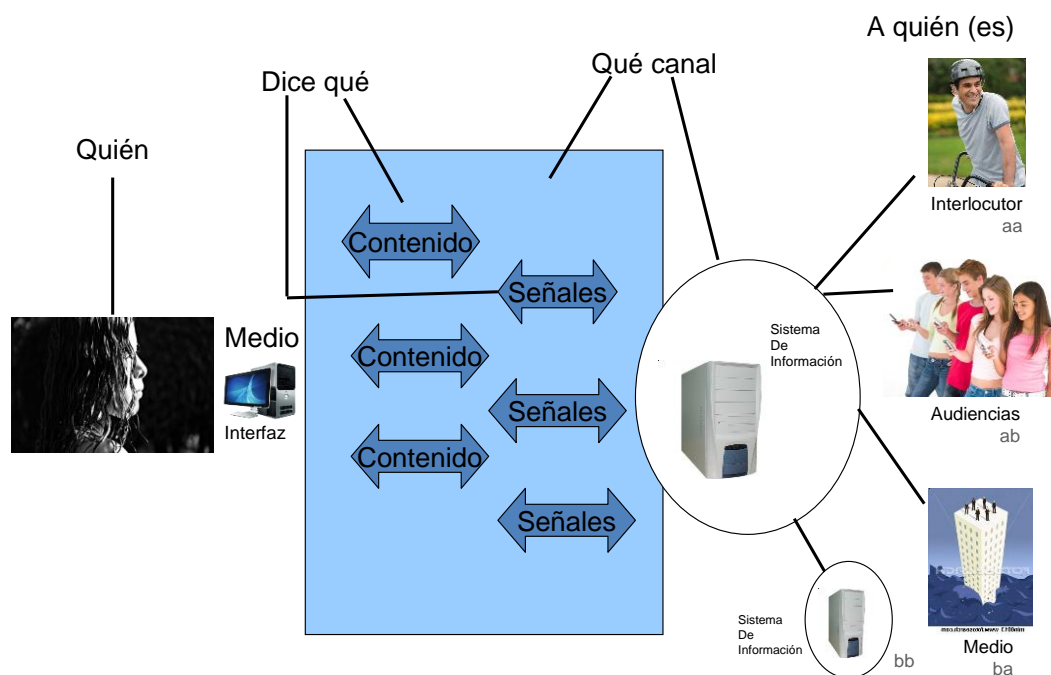 A quién (es)
Qué canal
Dice qué
Quién
Interlocutor
aa
Contenido
Señales
Medio
Interfaz
Contenido
Sistema
De
Información
Señales
Audiencias
ab
Contenido
Señales
Sistema
De
Información
bb
Medio
ba